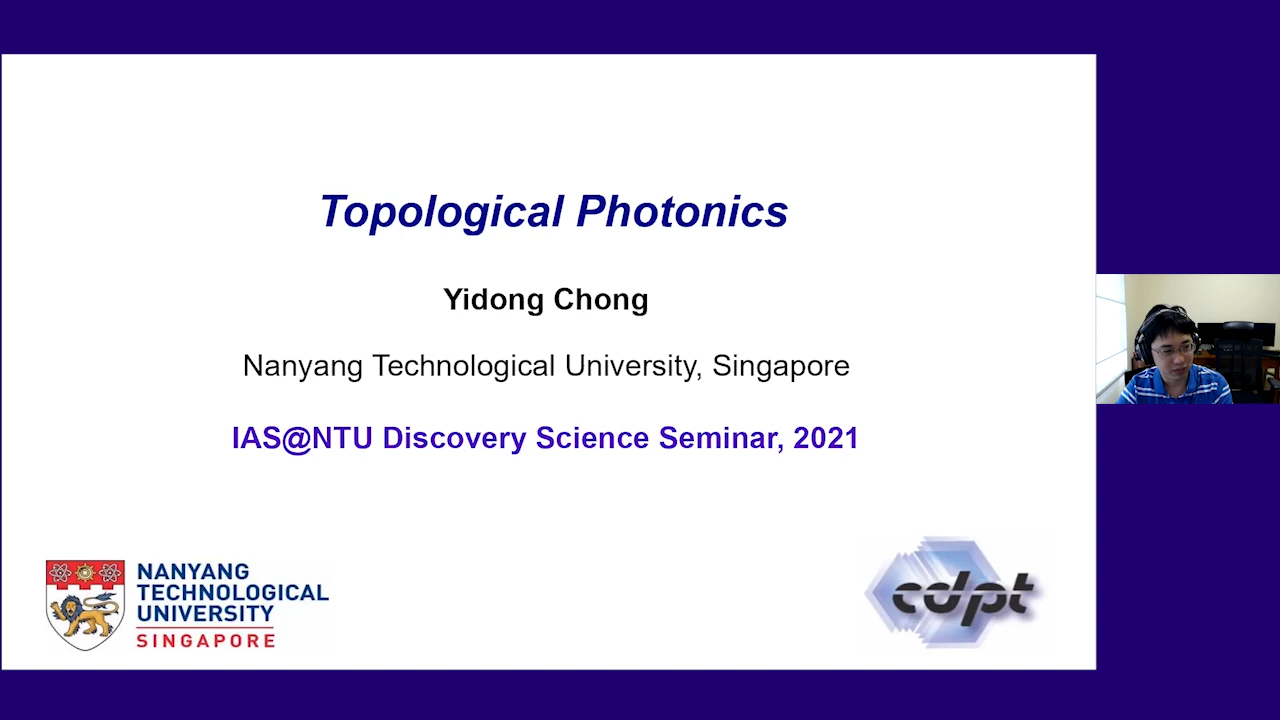 Topological Photonics
Yidong Chong
Nanyang Technological University, Singapore
IAS@NTU Discovery Science Seminar, 2021
NANYANG
TECHNOLOGICAL
UNIVERSITY
SINGAPORE
cdpt